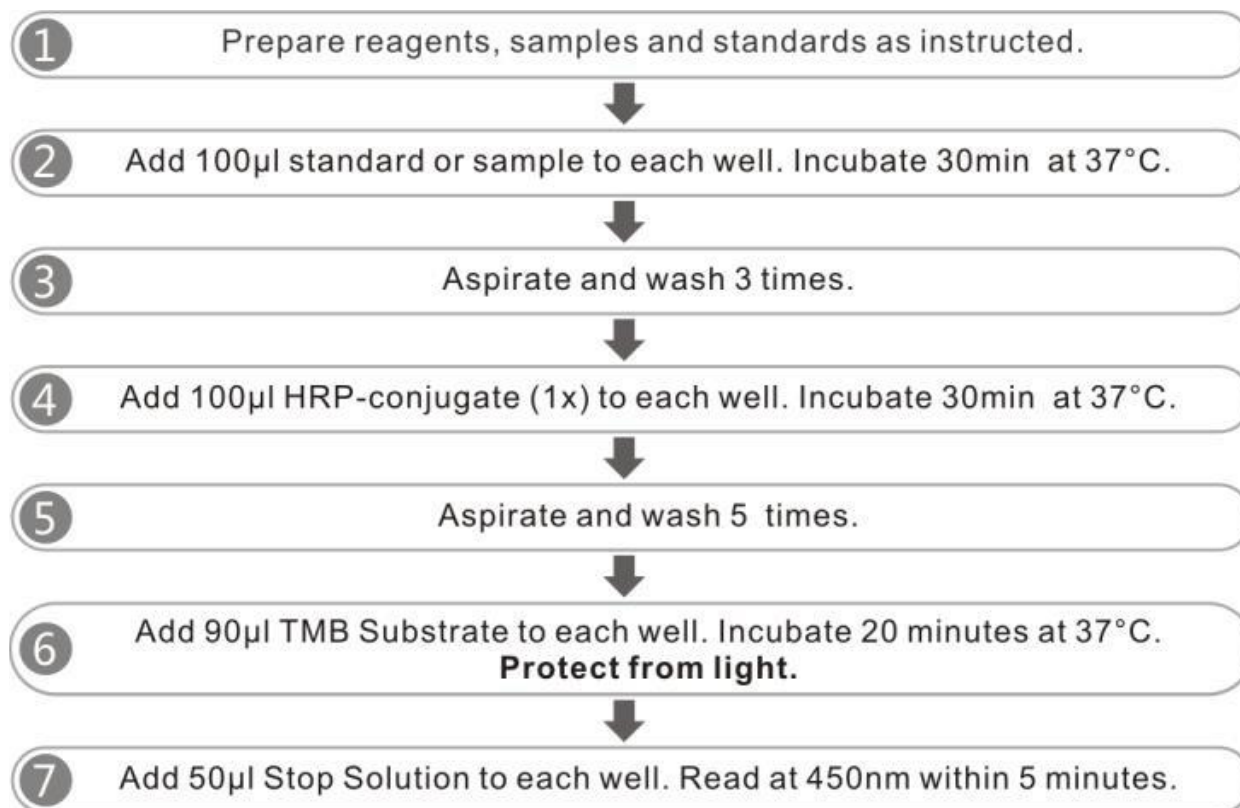 1 Prepare reagents, samples and standards as instructed.
2 Add 100µl standard or sample to each well. Incubate 30min at 37°C.
3 Aspirate and wash 3 times.
4 Add 100µl HRP-conjugate (1x) to each well. Incubate 30min at 37°C.
5 Aspirate and wash 5 times.
6 Add 90µl TMB Substrate to each well. Incubate 20 minutes at 37°C.
Protect from light.
7 Add 50µl Stop Solution to each well. Read at 450nm within 5 minutes.